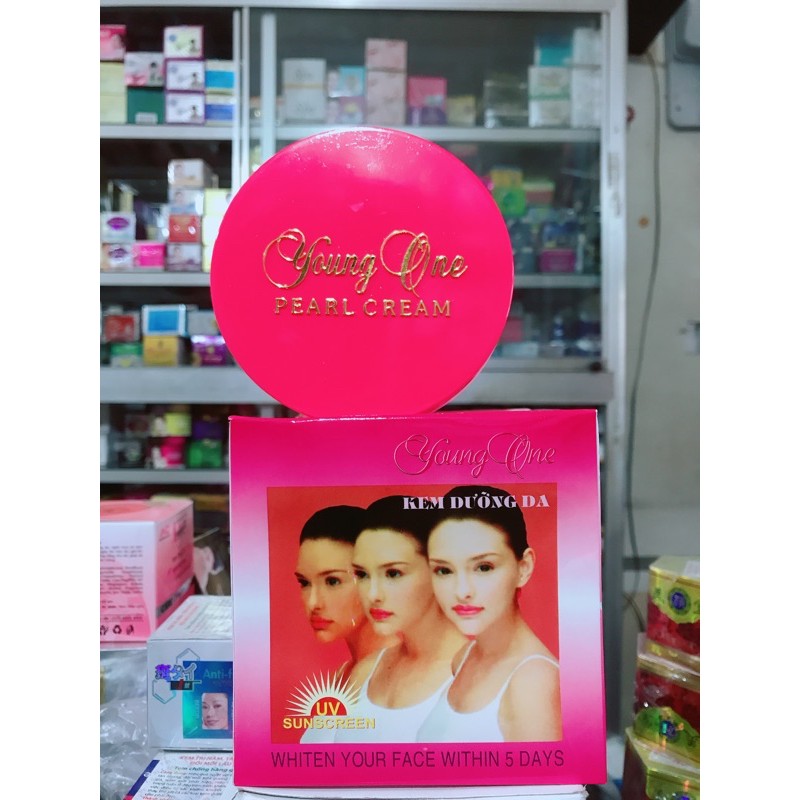 Young One
PEARL CREAM
Young One
KEM DƯỠNG DA
UV
SUNSCREEN
WHITEN YOUR FACE WITHIN 5 DAYS